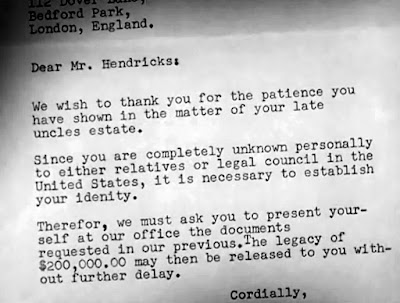 112 Dover Lane,
Bedford Park,
London, England.
Dear Mr. Hendricks:
We wish to thank you for the patience you
have shown in the matter of your late
uncles estate.
Since you are completely unknown personally
to either relatives or legal council in the
United States, it is necessary to establish
your idenity.
Therefor, we must ask you to present your-
self at our office the documents
requested in our previous.The legacy of
$200,000.00 may then be released to you with-
out further delay.
Cordially,